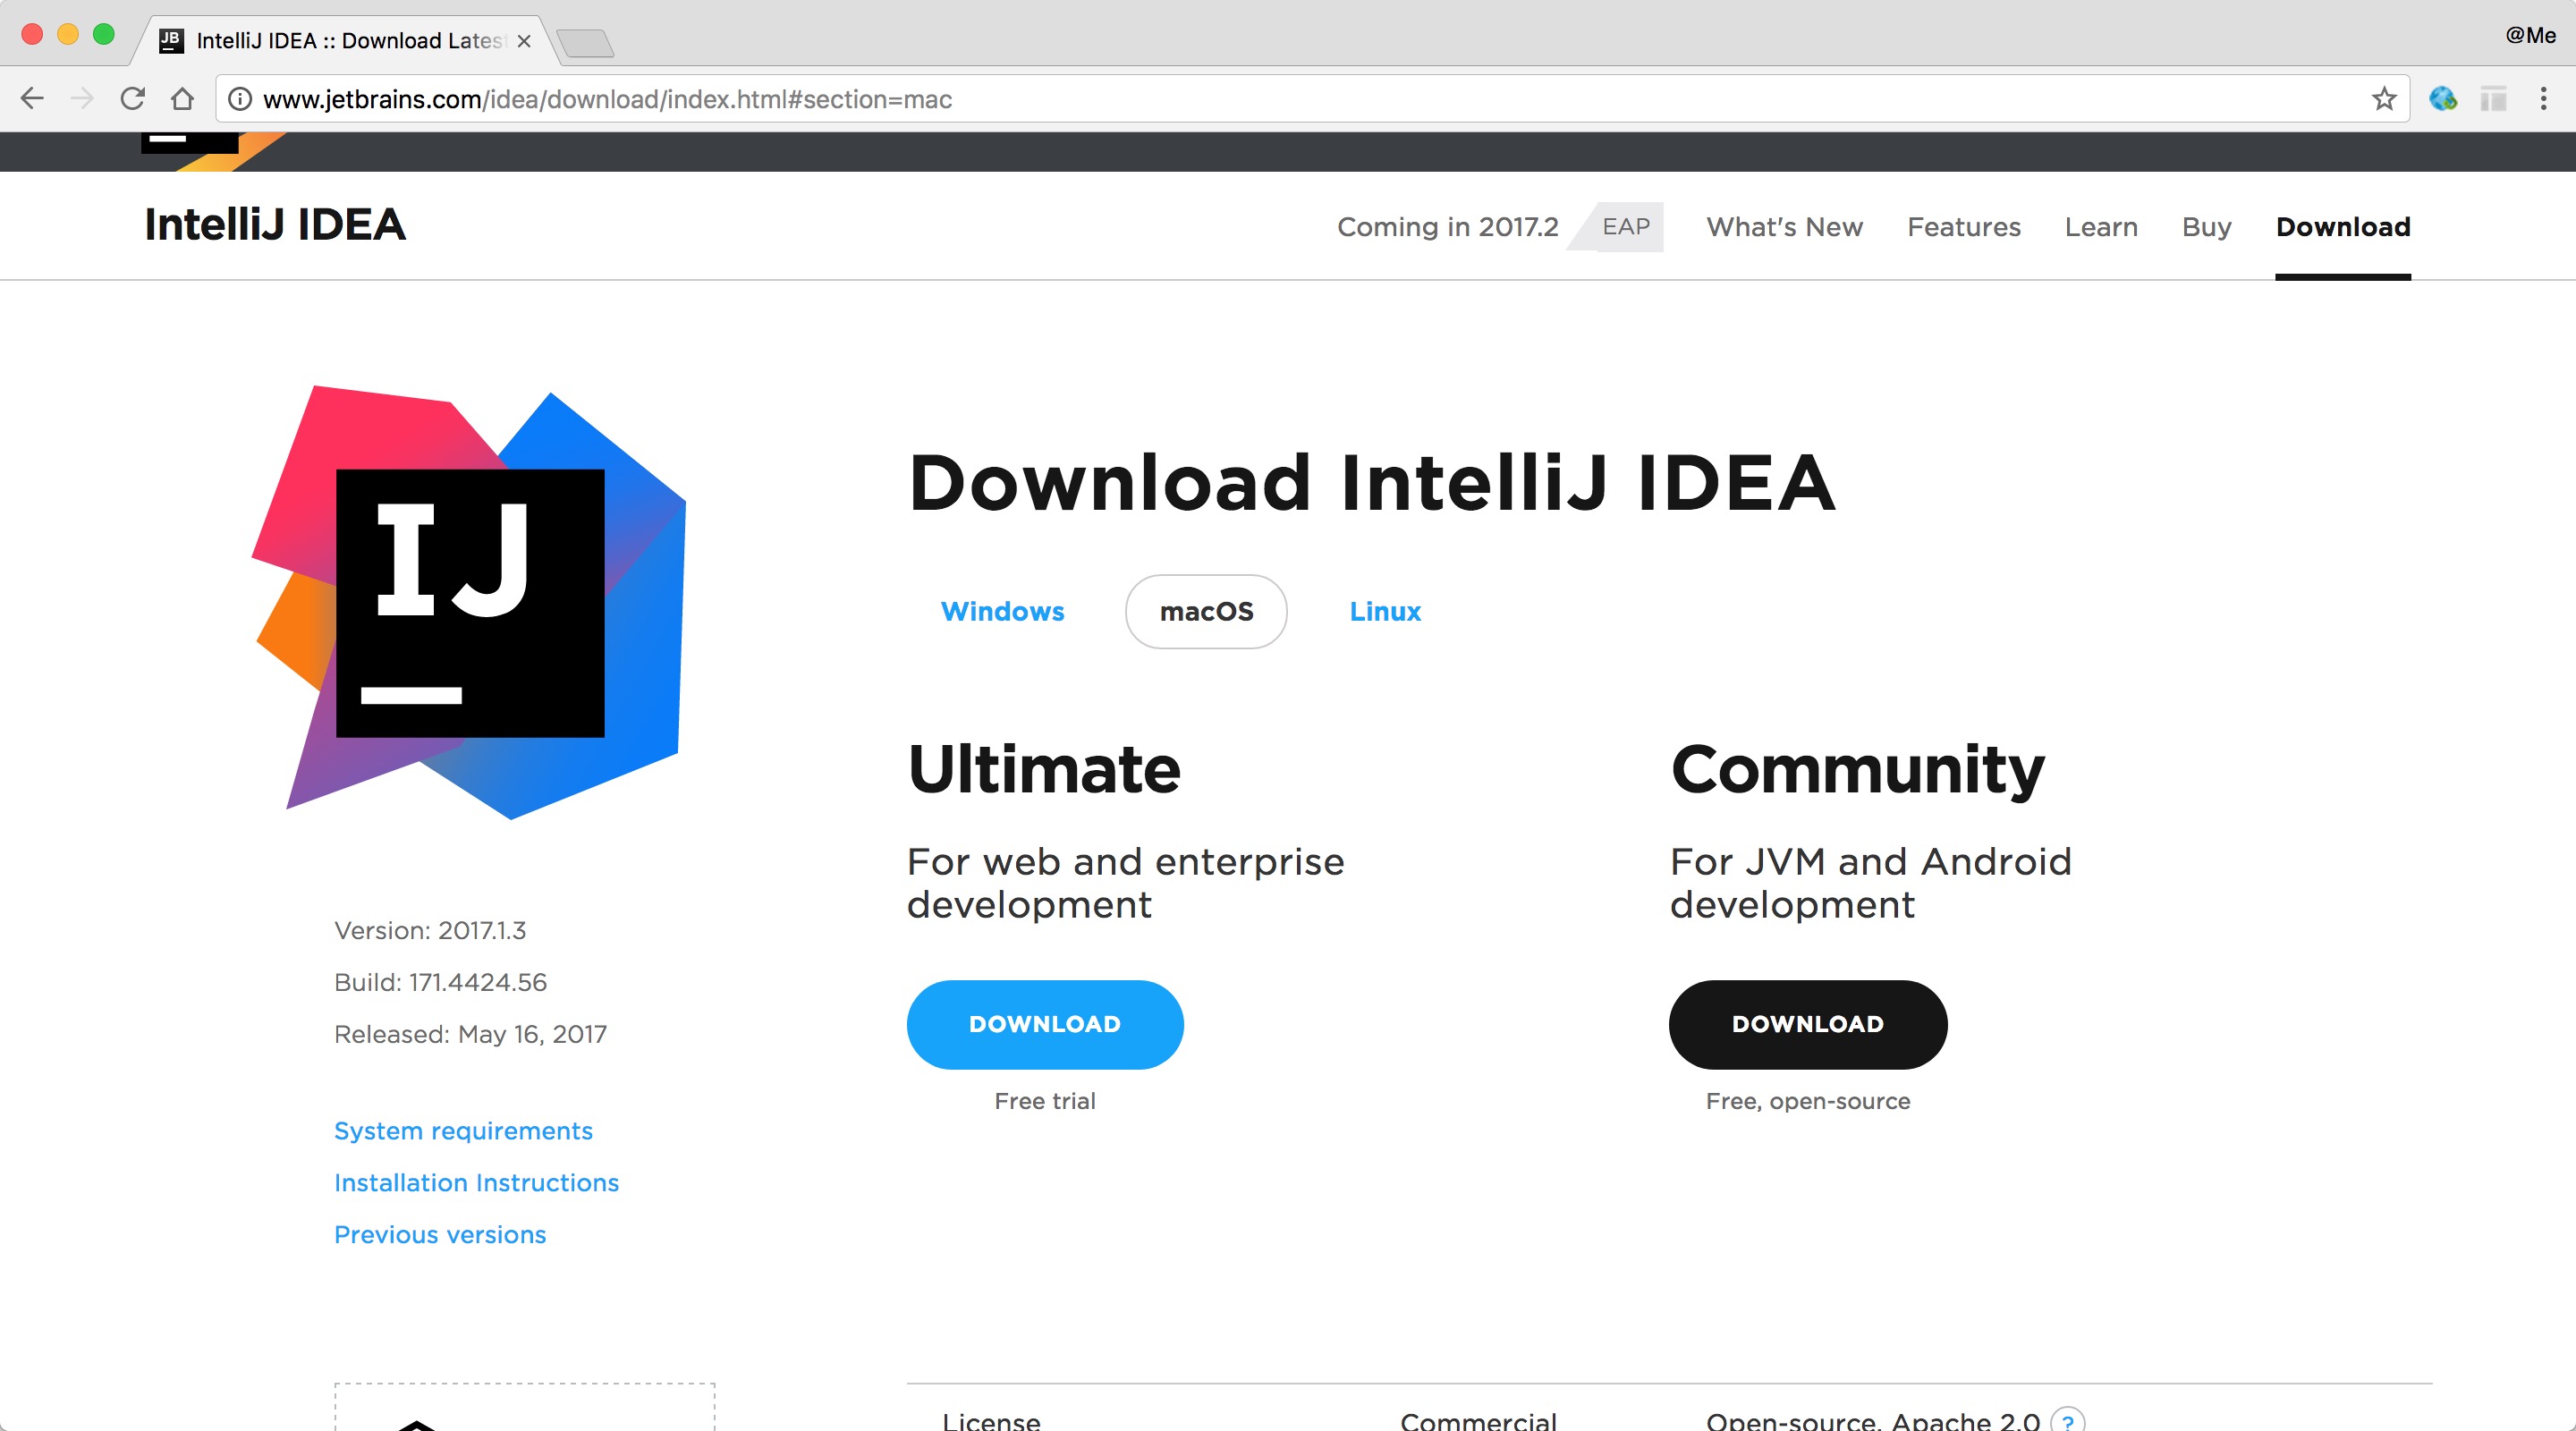 JB
IntelliJ IDEA :: Download Latest
@Me
www.jetbrains.com/idea/download/index.html#section=mac
IntelliJ IDEA
Coming in 2017.2 EAP What's New Features Learn Buy Download
IJ
Download IntelliJ IDEA
Windows macOS Linux
Ultimate
For web and enterprise
development
DOWNLOAD
Free trial
Community
For JVM and Android
development
DOWNLOAD
Free, open-source
Version: 2017.1.3
Build: 171.4424.56
Released: May 16, 2017
System requirements
Installation Instructions
Previous versions
License Commercial Open-source, Apache 2.0 ?